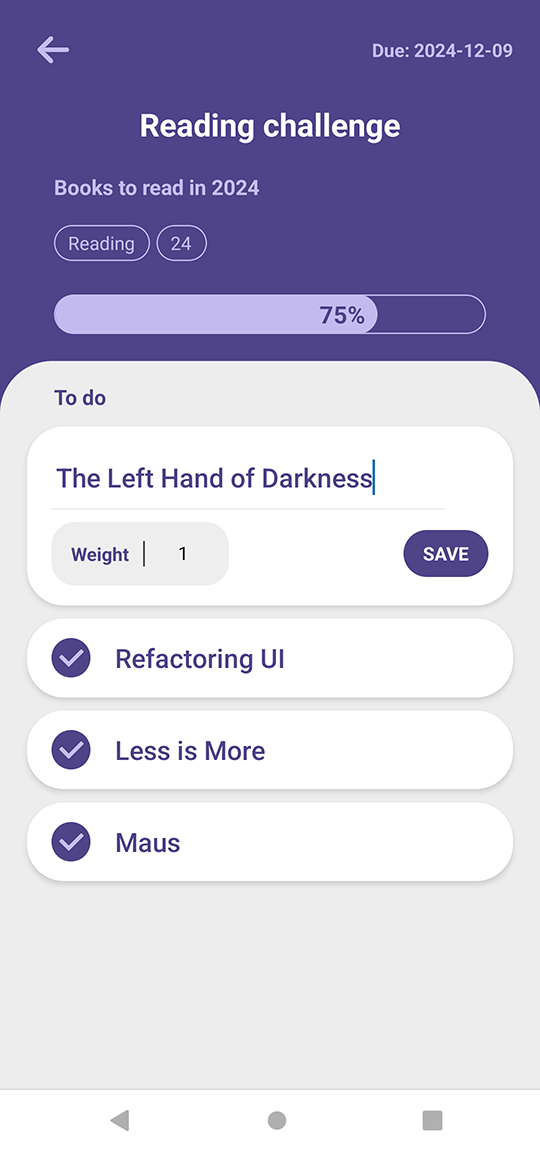 Due: 2024-12-09
Reading challenge
Books to read in 2024
Reading 24
75%
To do
The Left Hand of Darkness
Weight 1 SAVE
Refactoring UI
Less is More
Maus